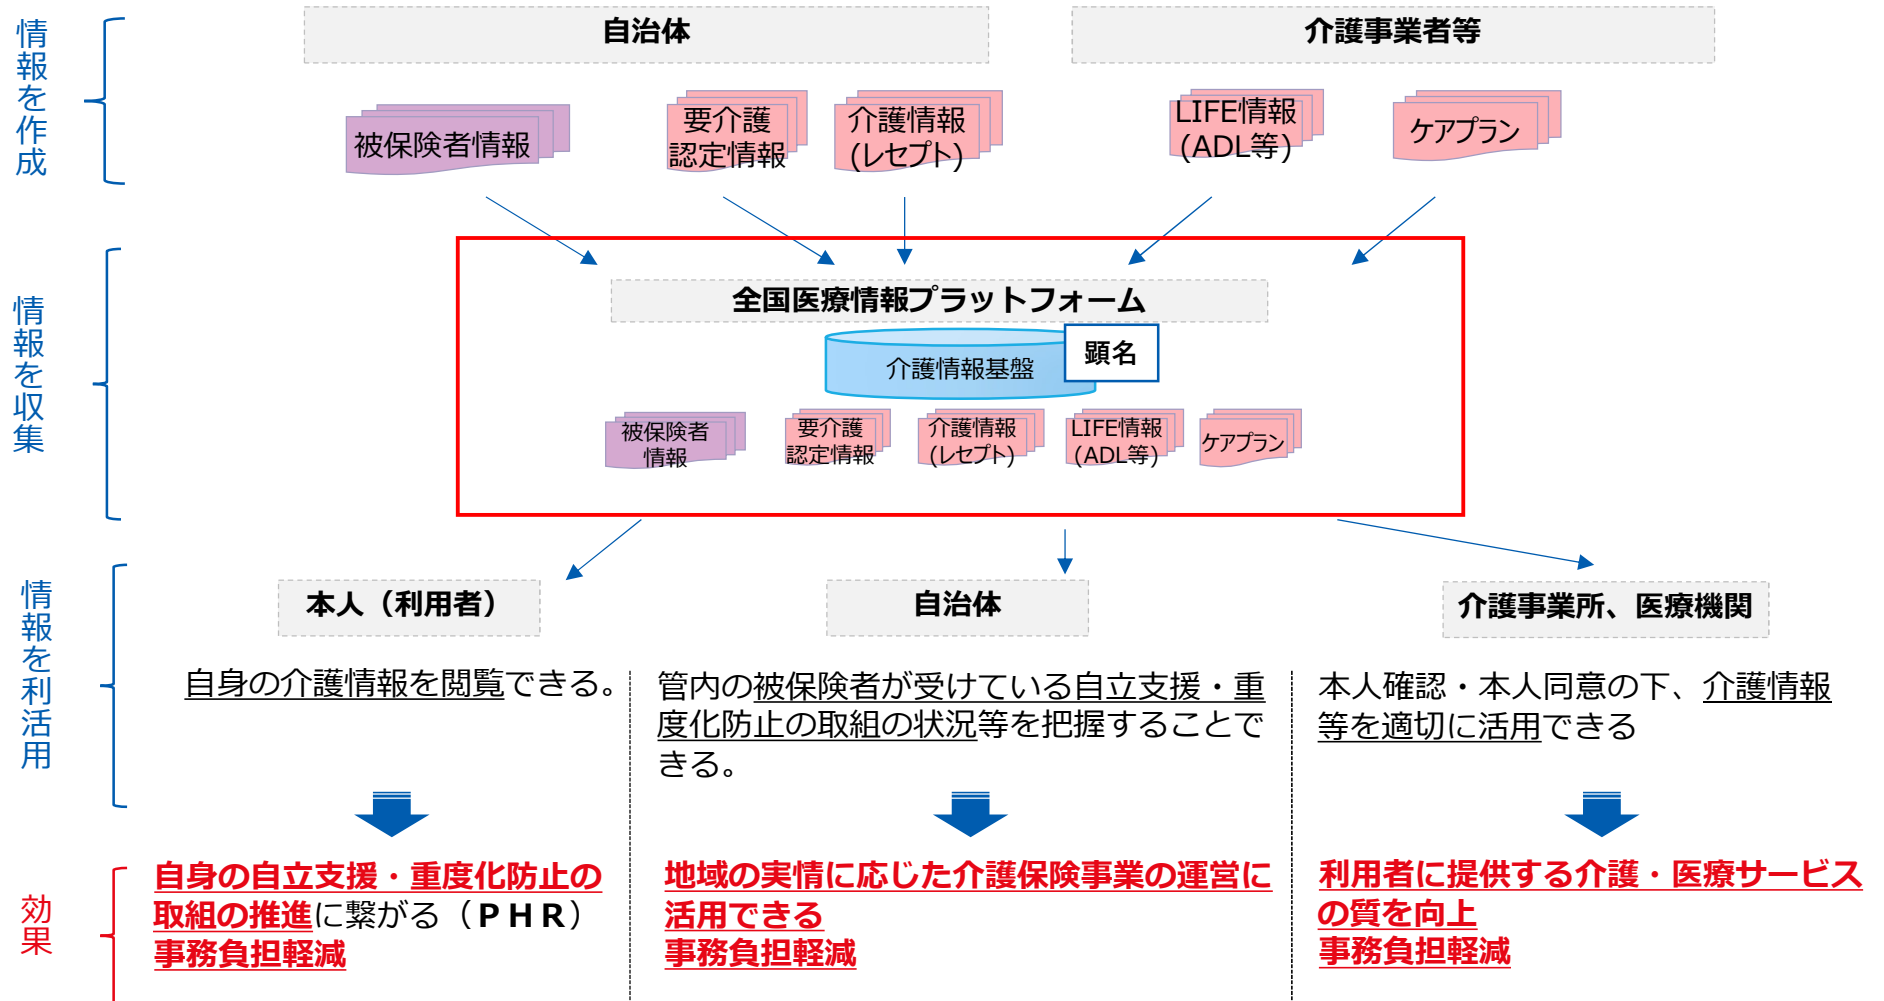 情報を作成
自治体
介護事業者等
被保険者情報
要介護
認定情報
介護情報
(レセプト)
LIFE情報
(ADL等)
ケアプラン
情報を収集
全国医療情報プラットフォーム
介護情報基盤
顕名
被保険者
情報
要介護
認定情報
介護情報
(レセプト)
LIFE情報
(ADL等)
ケアプラン
情報を利活用
本人（利用者）
自身の介護情報を閲覧できる。
自治体
管内の被保険者が受けている自立支援・重
度化防止の取組の状況等を把握することで
きる。
介護事業所、医療機関
本人確認・本人同意の下、介護情報
等を適切に活用できる
効果
自身の自立支援・重度化防止の
取組の推進に繋がる（ＰＨＲ）
事務負担軽減
地域の実情に応じた介護保険事業の運営に
活用できる
事務負担軽減
利用者に提供する介護・医療サービス
の質を向上
事務負担軽減